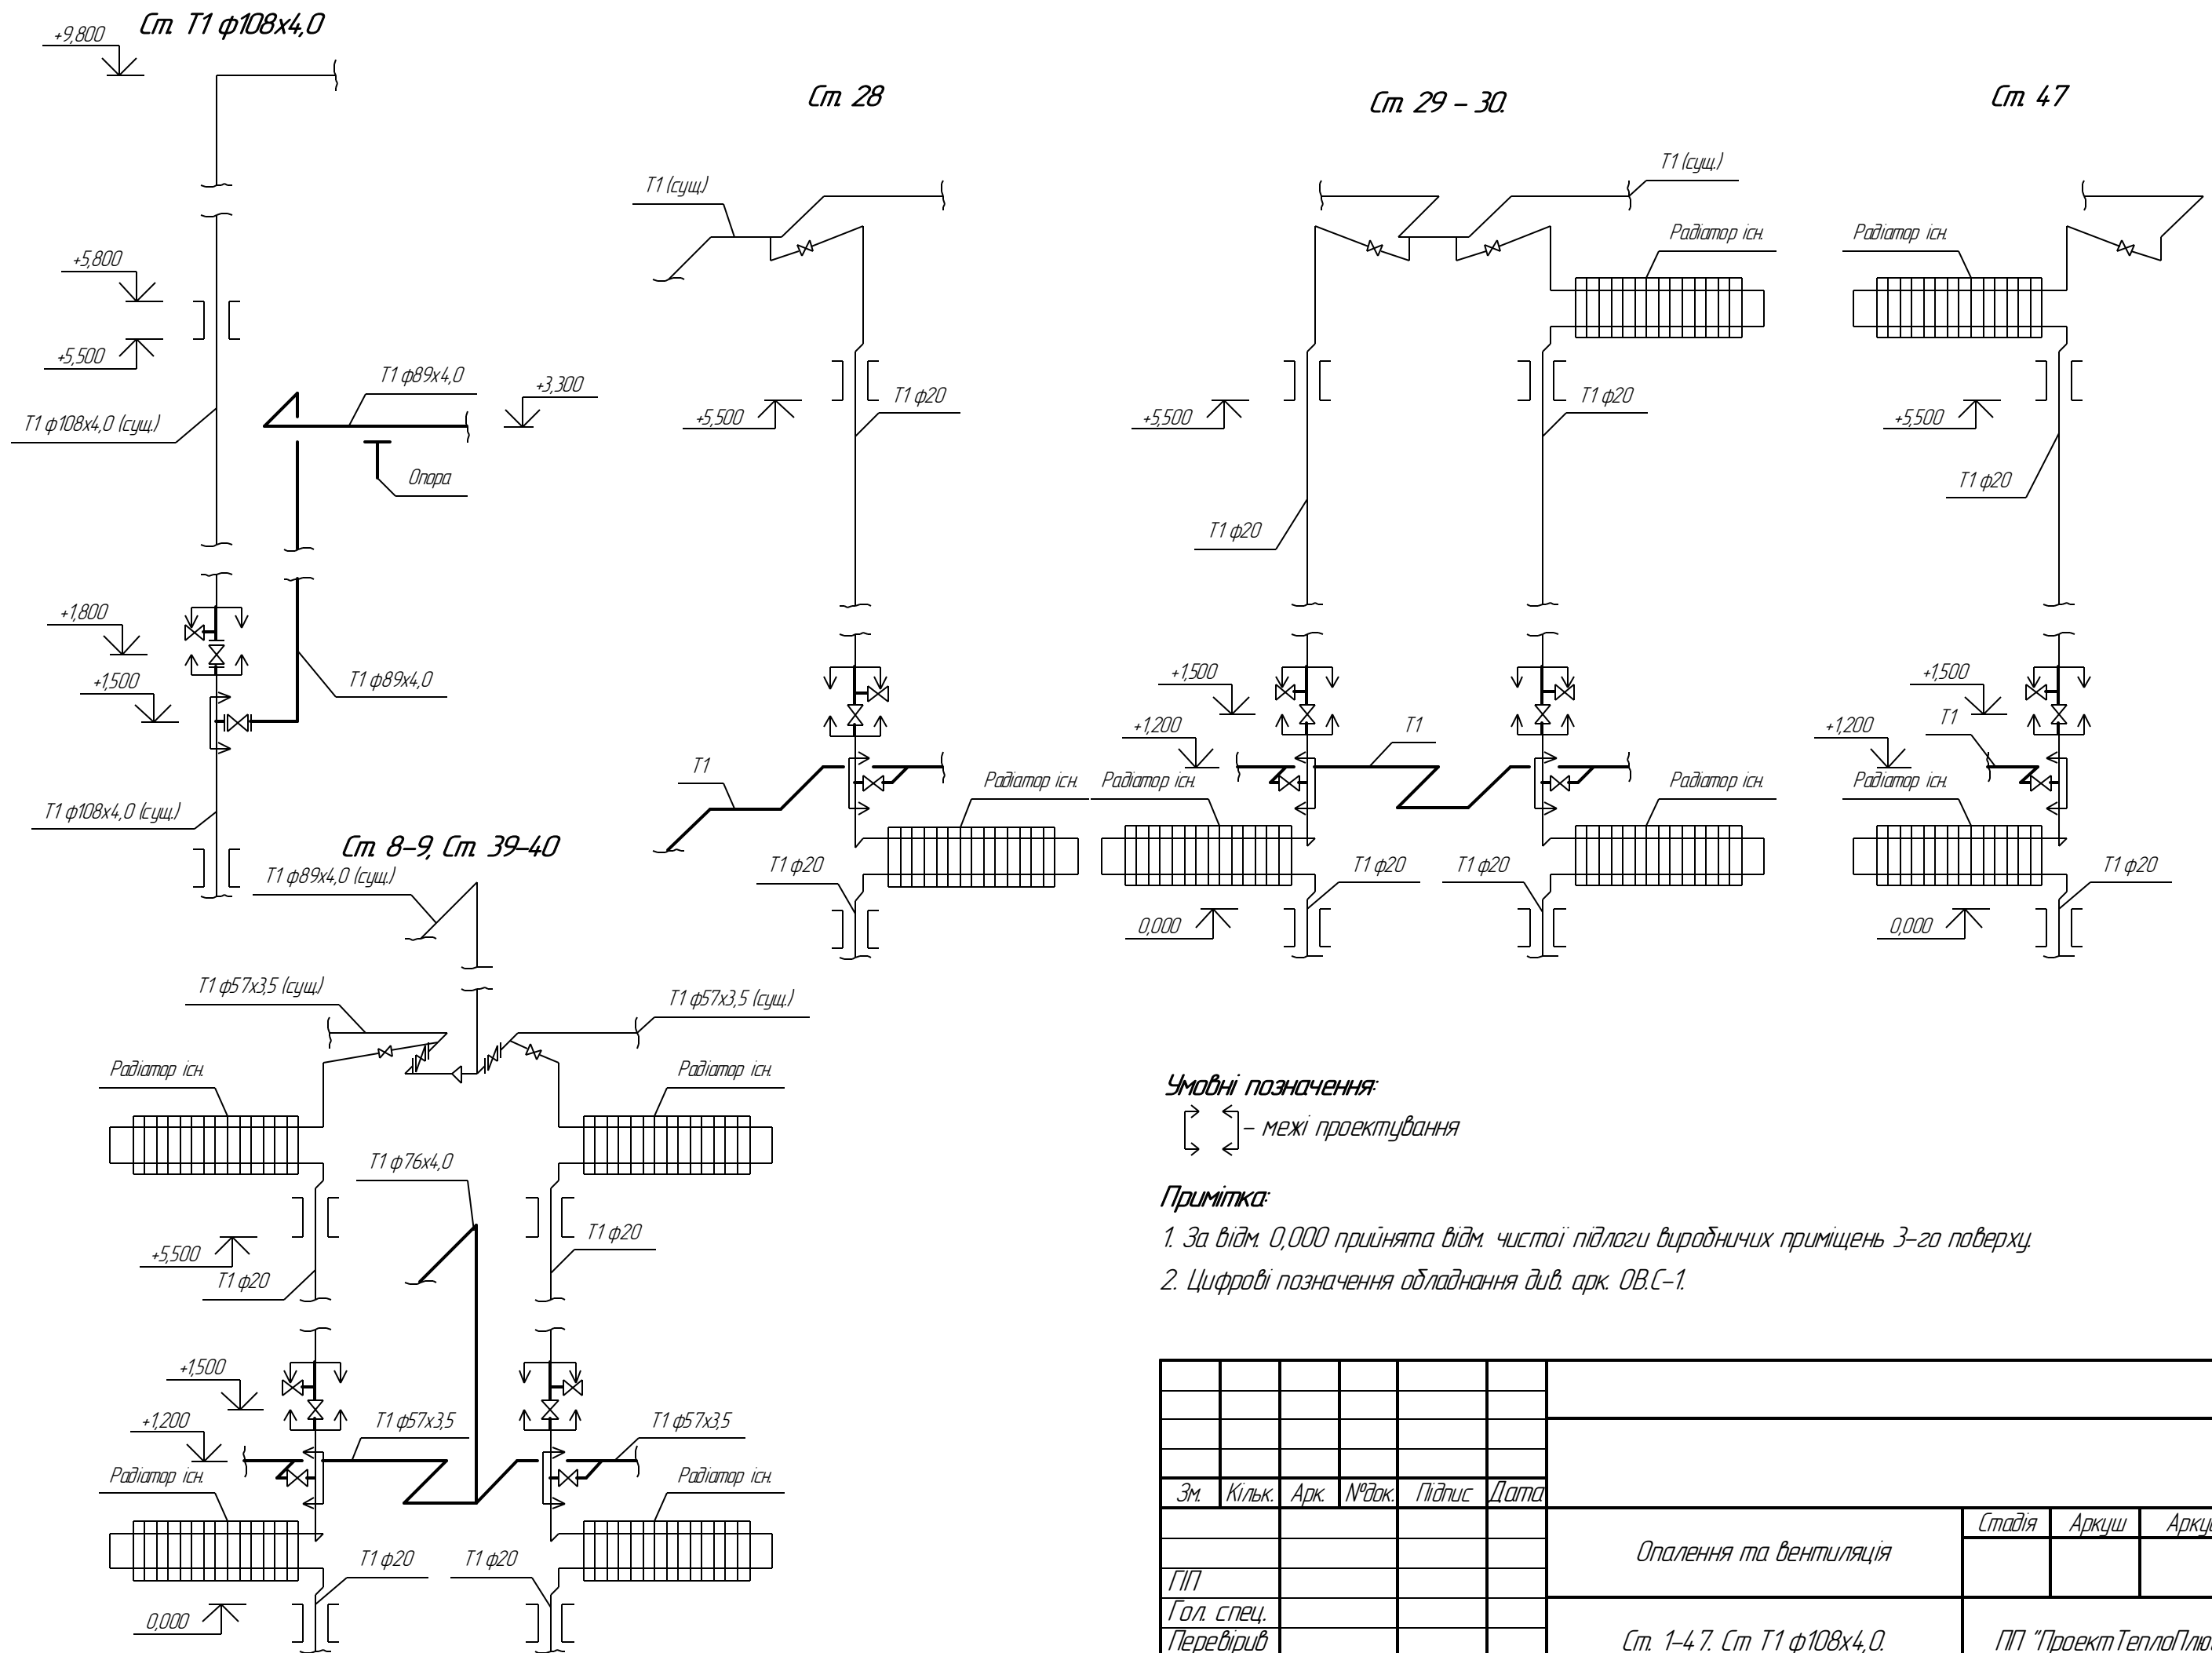 Ст. Т1 ф108х4,0
+9,800
+5,800
+5,500
Т1 ф108х4,0 (сущ.)
Т1 ф89х4,0
+3,300
Опора
+1,800
+1,500
Т1 ф89х4,0
Т1 ф108х4,0 (сущ.)
Ст. 28
Т1 (сущ.)
+5,500
Т1 ф20
Т1
Радіатор існ.
Т1 ф20
Ст. 29 - 30.
Т1 (сущ.)
Радіатор існ.
+5,500
Т1 ф20
Т1 ф20
+1,500
+1,200
Т1
Радіатор існ.
Радіатор існ.
Т1 ф20
Т1 ф20
0,000
Ст. 47
Радіатор існ.
+5,500
Т1 ф20
+1,500
+1,200
Т1
Радіатор існ.
Т1 ф20
0,000
Ст. 8-9, Ст. 39-40
Т1 ф89х4,0 (сущ.)
Т1 ф57х3,5 (сущ.)
Т1 ф57х3,5 (сущ.)
Радіатор існ.
Радіатор існ.
Т1 ф76х4,0
+5,500
Т1 ф20
Т1 ф20
+1,500
+1,200
Т1 ф57х3,5
Т1 ф57х3,5
Радіатор існ.
Радіатор існ.
Т1 ф20
Т1 ф20
0,000
Умовні позначення:
- межі проектування
Примітка:
1. За відм. 0,000 прийнята відм. чистої підлоги виробничих приміщень 3-го поверху.
2. Цифрові позначення обладнання див. арк. ОВ.С-1.
Зм. Кільк. Арк. №док. Підпис Дата
Опалення та вентиляція
Стадія Аркуш
ГІП
Гол. спец.
Перевірив
Ст. 1-47. Ст Т1 ф108х4,0.
ПП "ПроектТеплоПлю